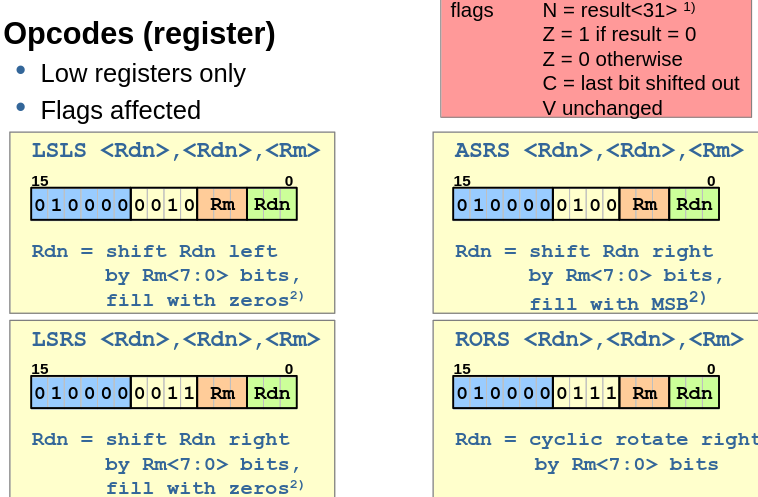 flags N = result<31> 1)
Opcodes (register)
Z = 1 if result = 0
Z = 0 otherwise
• Low registers only
C = last bit shifted out
• Flags affected
V unchanged
LSLS <Rdn>,<Rdn>,<Rm>
15 0
0 1 0 0 0 0 0 0 1 0 Rm Rdn
Rdn = shift Rdn left
by Rm<7:0> bits,
fill with zeros2)
ASRS <Rdn>,<Rdn>,<Rm>
15 0
0 1 0 0 0 0 0 1 0 0 Rm Rdn
Rdn = shift Rdn right
by Rm<7:0> bits,
fill with MSB2)
LSRS <Rdn>,<Rdn>,<Rm>
15 0
0 1 0 0 0 0 0 0 1 1 Rm Rdn
Rdn = shift Rdn right
by Rm<7:0> bits,
fill with zeros2)
RORS <Rdn>,<Rdn>,<Rm>
15 0
0 1 0 0 0 0 0 1 1 1 Rm Rdn
Rdn = cyclic rotate right
by Rm<7:0> bits